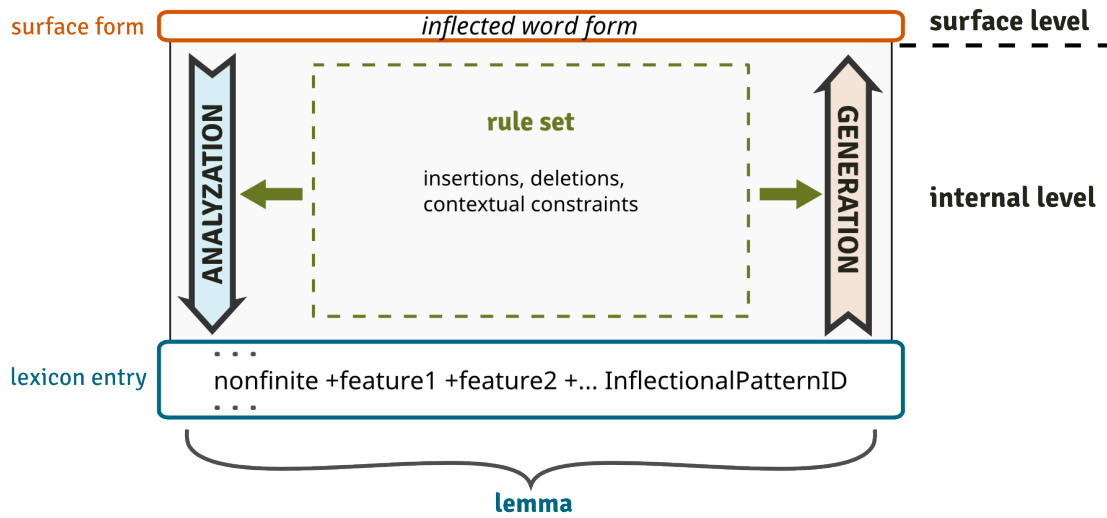 surface form
inflected word form
surface level
ANALYZATION
rule set
insertions, deletions,
contextual constraints
GENERATION
internal level
lexicon entry
. . .
nonfinite +feature1 +feature2 +... InflectionalPatternID
. . .
lemma